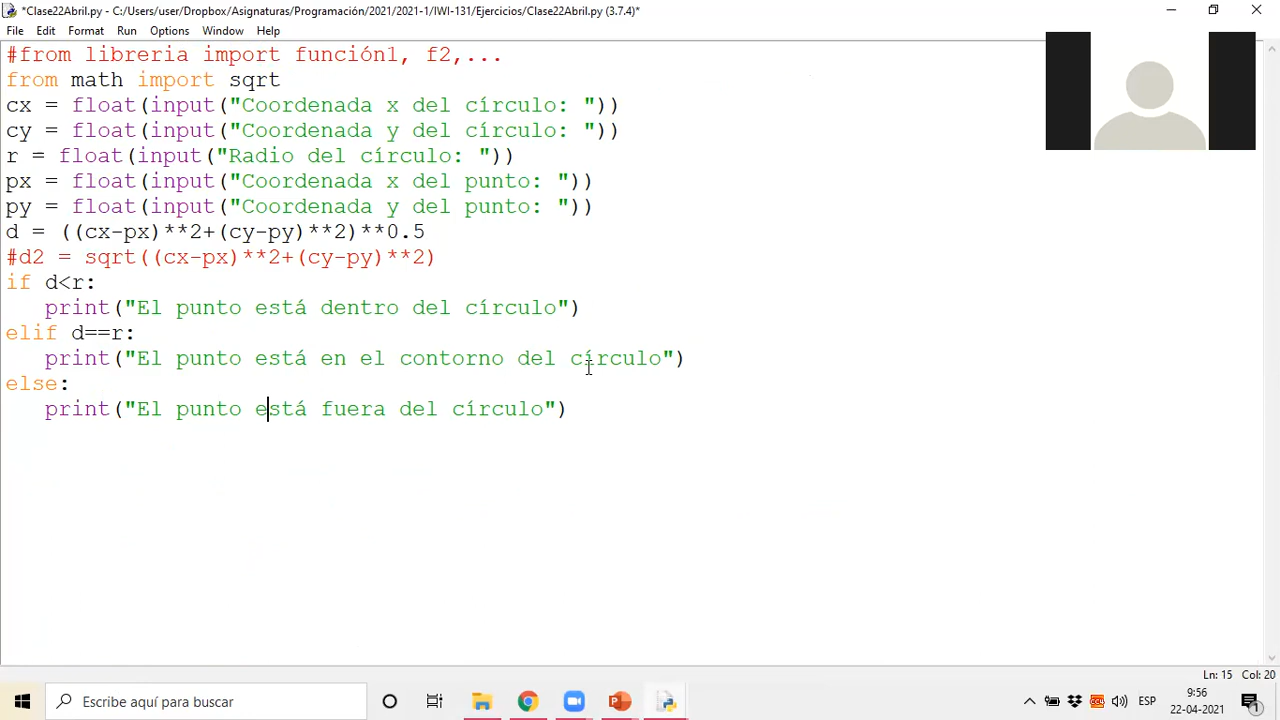 *Clase22Abril.py - C:/Users/user/Dropbox/Asignaturas/Programación/2021/2021-1/IWI-131/Ejercicios/Clase22Abril.py (3.7.4)*
File Edit Format Run Options Window Help
#from libreria import función1, f2,...
from math import sqrt
cx = float(input("Coordenada x del círculo: "))
cy = float(input("Coordenada y del círculo: "))
r = float(input("Radio del círculo: "))
px = float(input("Coordenada x del punto: "))
py = float(input("Coordenada y del punto: "))
d = ((cx-px)**2+(cy-py)**2)**0.5
#d2 = sqrt((cx-px)**2+(cy-py)**2)
if d<r:
   print("El punto está dentro del círculo")
elif d==r:
   print("El punto está en el contorno del círculo")
else:
   print("El punto está fuera del círculo")
Ln: 15 Col: 20
Escribe aquí para buscar
ESP
9:56
22-04-2021